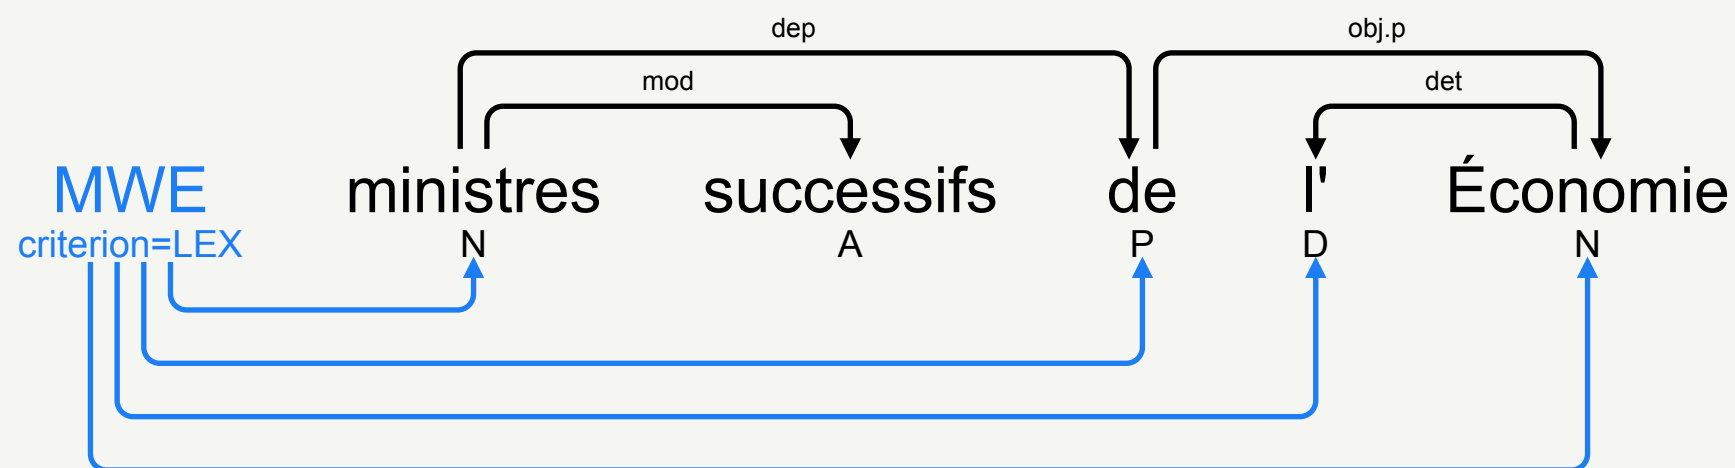 dep obj.p
mod det
MWE ministres successifs de l' Économie
criterion=LEX N A P D N